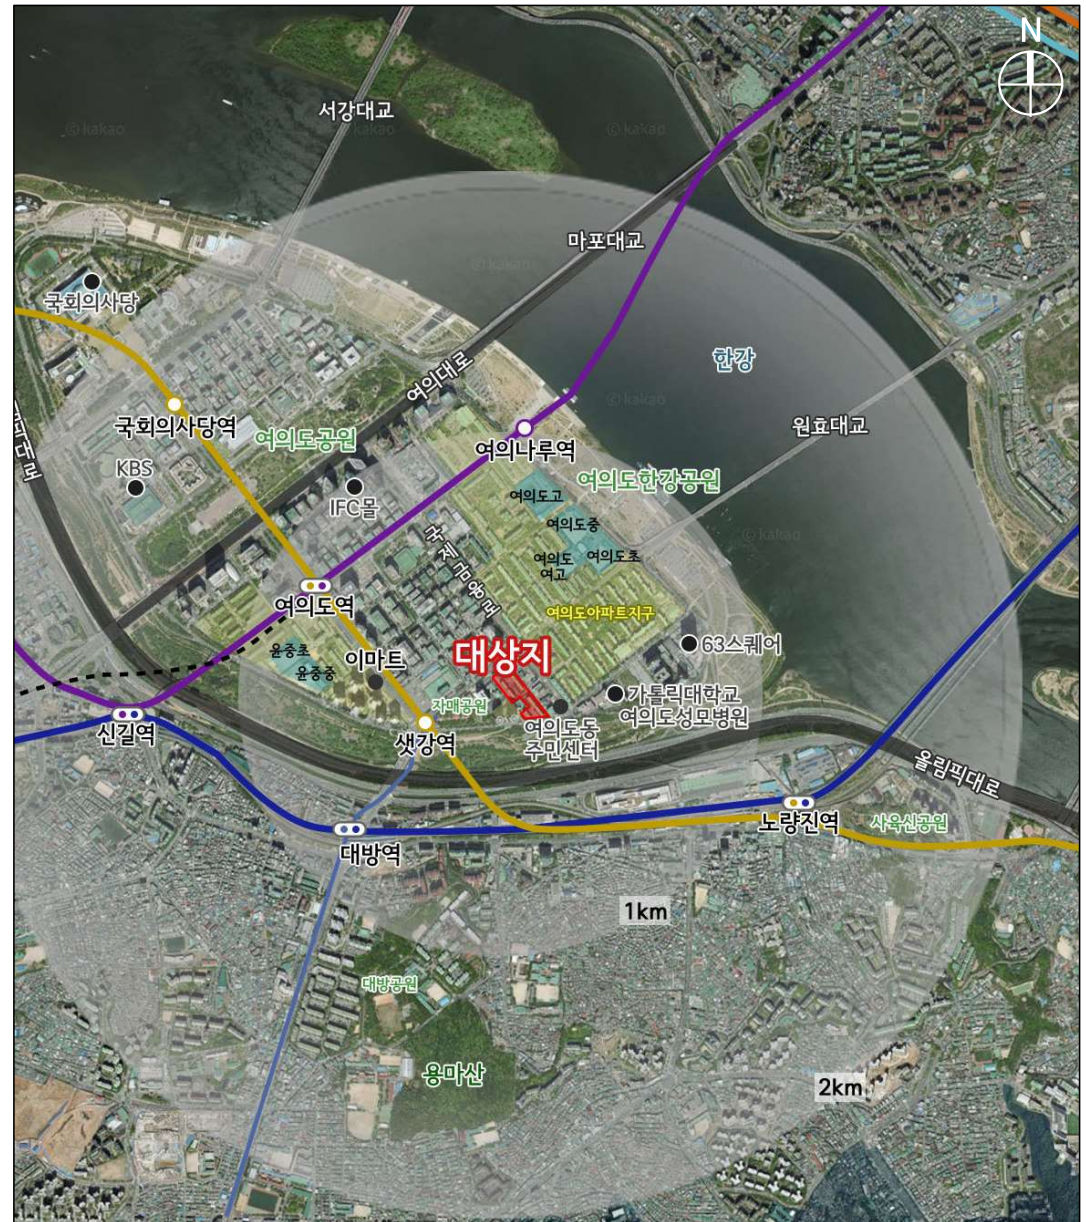 N
서강대교
© kakao
© kakao
마포대교
© kakao
© kakao
국회의사당
한강
여의대로
© kakao
국회의사당역
여의도공원
여의나루역
원효대교
KBS
IFC몰
여의도한강공원
여의도고
여의도중
© kakao
국제금융로
여의도
여고
여의도초
여의도역
여의도아파트지구
윤중초
윤중중
이마트
대상지
63스퀘어
자매공원
가톨릭대학교
여의도성모병원
신길역
샛강역
여의도동
주민센터
올림픽대로
대방역
노량진역
사육신공원
1km
대방공원
용마산
2km